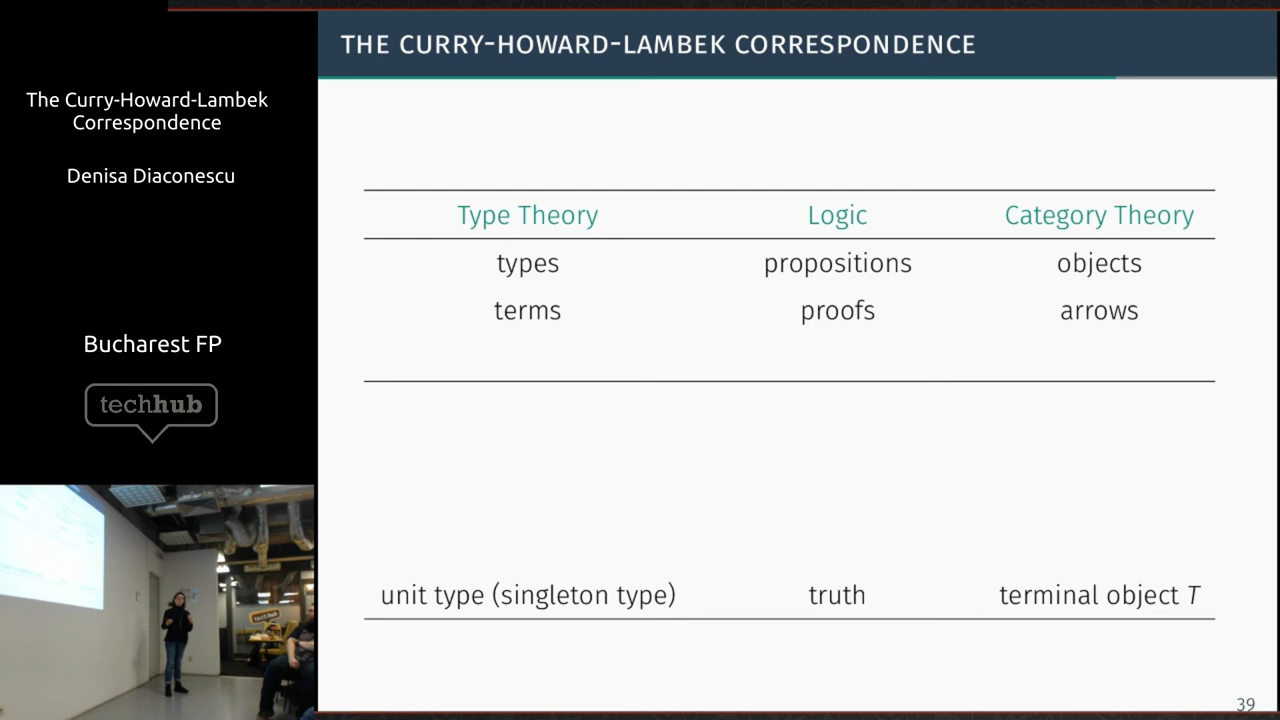 The Curry-Howard-Lambek
Correspondence
Denisa Diaconescu
Bucharest FP
techhub
THE CURRY-HOWARD-LAMBEK CORRESPONDENCE
Type Theory Logic Category Theory
types propositions objects
terms proofs arrows
unit type (singleton type) truth terminal object T
39
techhub